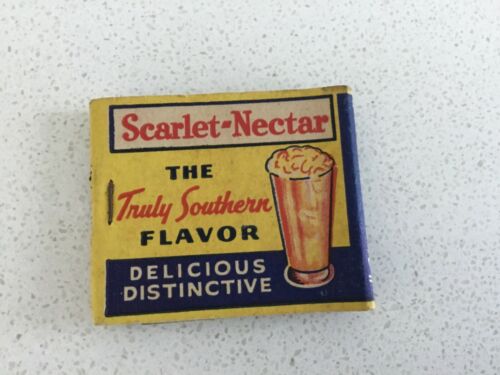 Scarlet-Nectar
THE
Truly Southern
FLAVOR
DELICIOUS
DISTINCTIVE